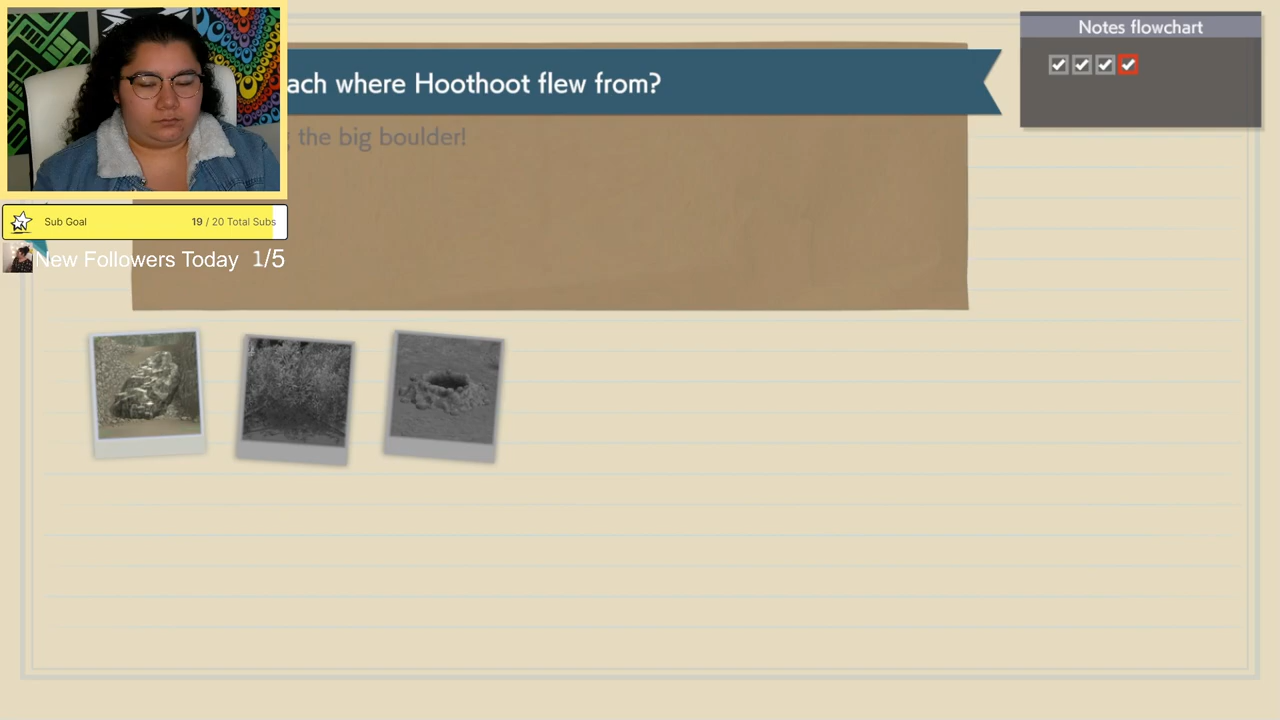 Notes flowchart
where Hoothoot flew from?
the big boulder!
Sub Goal 19 / 20 Total Subs
New Followers Today 1/5